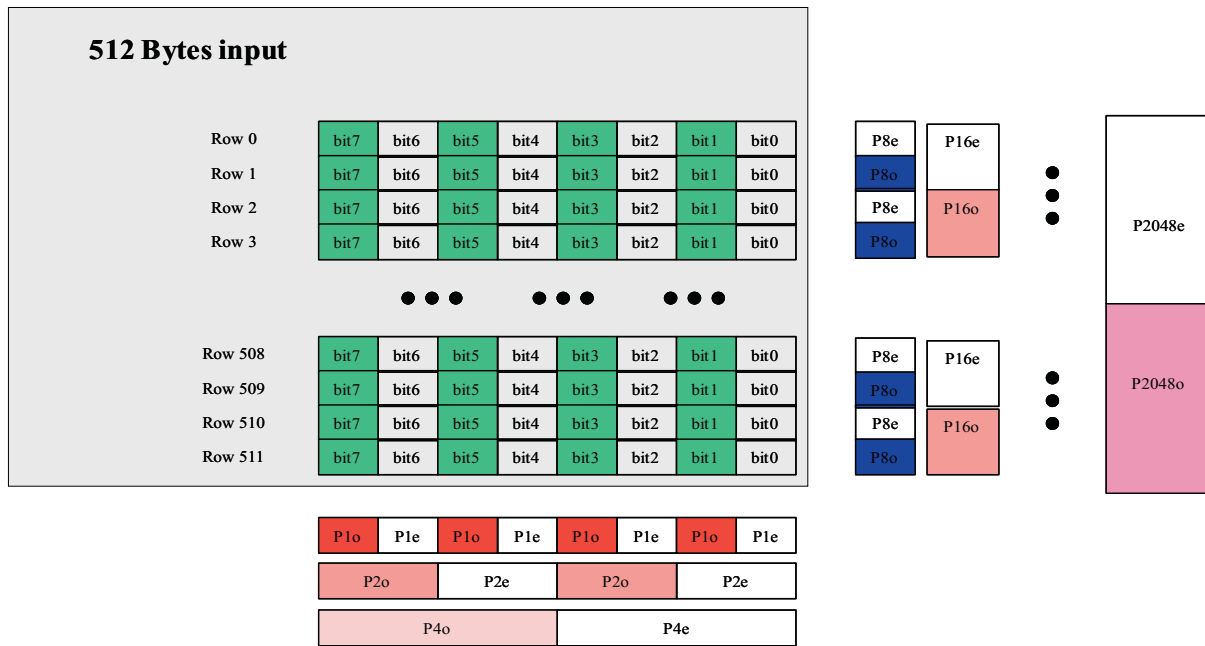 512 Bytes input
Row 0 bit7 bit6 bit5 bit4 bit3 bit2 bit1 bit0 P8e P16e
Row 1 bit7 bit6 bit5 bit4 bit3 bit2 bit1 bit0 P8o
Row 2 bit7 bit6 bit5 bit4 bit3 bit2 bit1 bit0 P8e P16o
P2048e
Row 3 bit7 bit6 bit5 bit4 bit3 bit2 bit1 bit0 P8o
Row 508 bit7 bit6 bit5 bit4 bit3 bit2 bit1 bit0 P8e P16e
Row 509 bit7 bit6 bit5 bit4 bit3 bit2 bit1 bit0 P8o P2048o
Row 510 bit7 bit6 bit5 bit4 bit3 bit2 bit1 bit0 P8e P16o
Row 511 bit7 bit6 bit5 bit4 bit3 bit2 bit1 bit0 P8o
P1o P1e P1o P1e P1o P1e P1o P1e
P2o P2e P2o P2e
P4o P4e